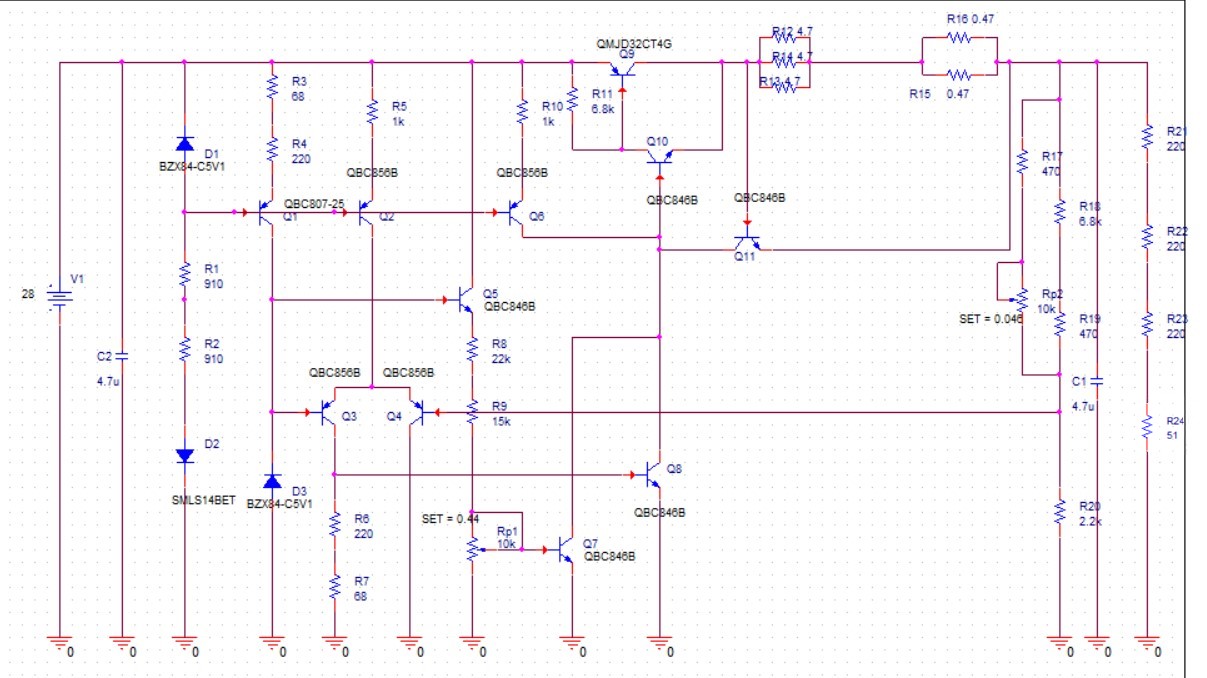 R16 0.47
R12 4.7
QMJD32CT4G
Q9
R14 4.7
R3
68
R13 4.7
R11
6.8k
R15 0.47
R5
1k
R10
1k
R21
220
D1
BZX84-C5V1
R4
220
Q10
R17
470
QBC856B
QBC856B
QBC846B
QBC846B
QBC807-25
Q1
Q2
Q6
R18
6.8k
R22
220
Q11
R1
910
V1
28
Q5
QBC846B
Rp2
10k
SET = 0.046
R19
470
R23
220
R2
910
C2
4.7u
R8
22k
QBC856B
QBC856B
C1
4.7u
Q3
Q4
R9
15k
R24
51
D2
SMLS14BET
D3
BZX84-C5V1
Q8
QBC846B
R6
220
SET = 0.44
Rp1
10k
Q7
QBC846B
R20
2.2k
R7
68
0
0
0
0
0
0
0
0
0
0
0
0